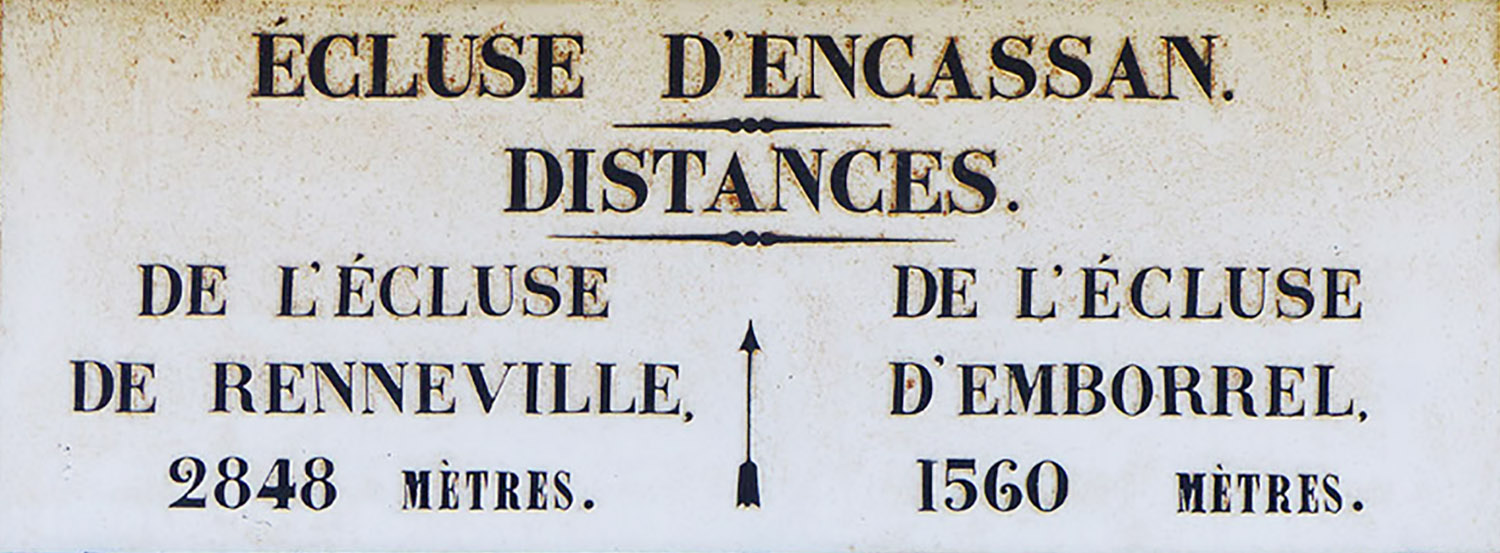 ÉCLUSE D'ENCASSAN.
DISTANCES.
DE L'ÉCLUSE
DE RENNEVILLE,
2848 MÈTRES.
DE L'ÉCLUSE
D'EMBORREL,
1560 MÈTRES.